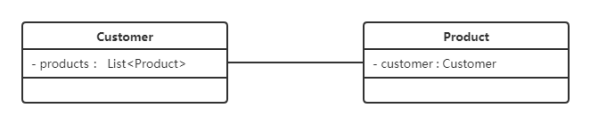 Customer
- products : List<Product>
Product
- customer : Customer